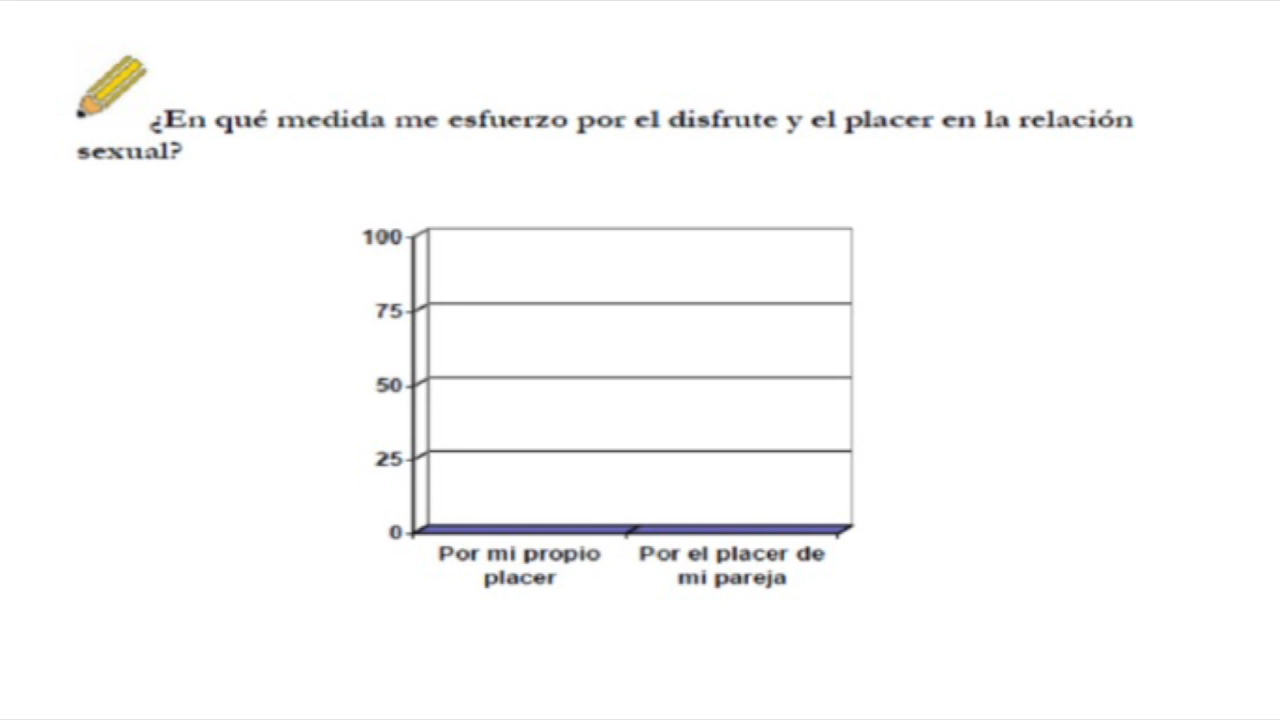 ¿En qué medida me esfuerzo por el disfrute y el placer en la relación
sexual?
100
75
50
25
0
Por mi propio
placer
Por el placer de
mi pareja